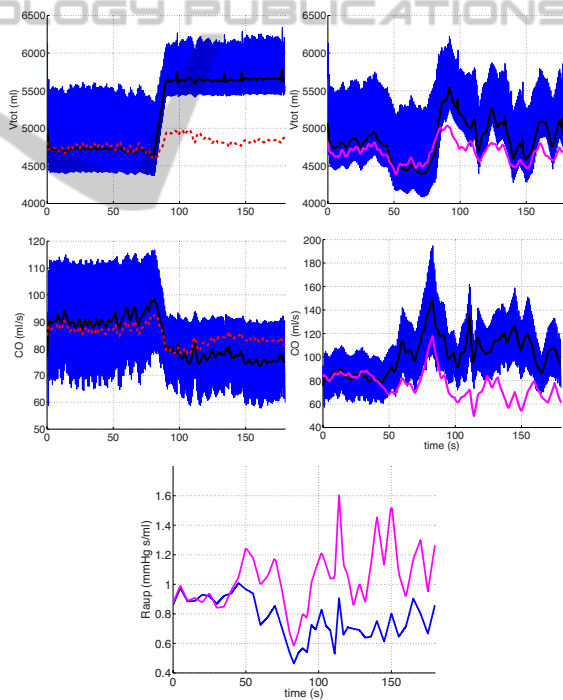 OLOGY PUBLICATIONS
6500
6000
5500
5000
4500
4000
Vtot (ml)
0 50 100 150
6500
6000
5500
5000
4500
4000
Vtot (ml)
0 50 100 150
120
110
100
90
80
70
60
50
CO (ml/s)
0 50 100 150
200
180
160
140
120
100
80
60
40
CO (ml/s)
0 50 100 150
time (s)
1.6
1.4
1.2
1
0.8
0.6
0.4
Raup (mmHg s/ml)
0 50 100 150
time (s)